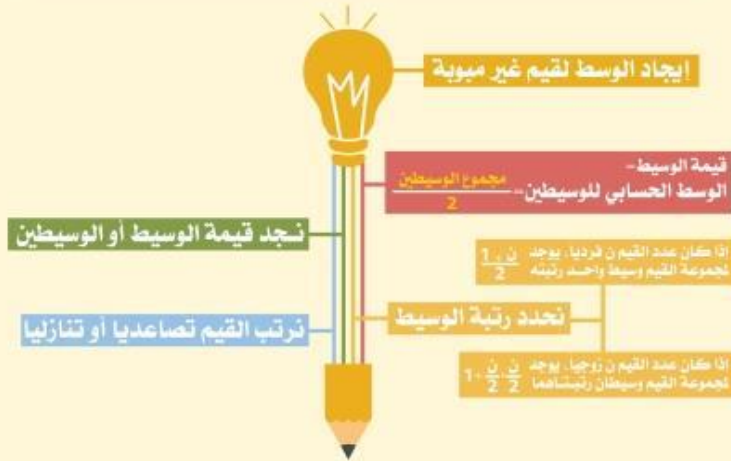 إيجاد الوسط لقيم غير مبوبة
قيمة الوسيط=
الوسط الحسابي للوسيطين= مجموع الوسيطين
2
نجد قيمة الوسيط أو الوسيطين
اذا كان عدد القيم ن فرديا، يوجد ن+1
لمجموعة القيم وسيط واحد رتبته 2
نحدد رتبة الوسيط
نرتب القيم تصاعديا أو تنازليا
اذا كان عدد القيم ن زوجيا، يوجد ن ، ن +1
لمجموعة القيم وسيطان رتبتاهما 2 2